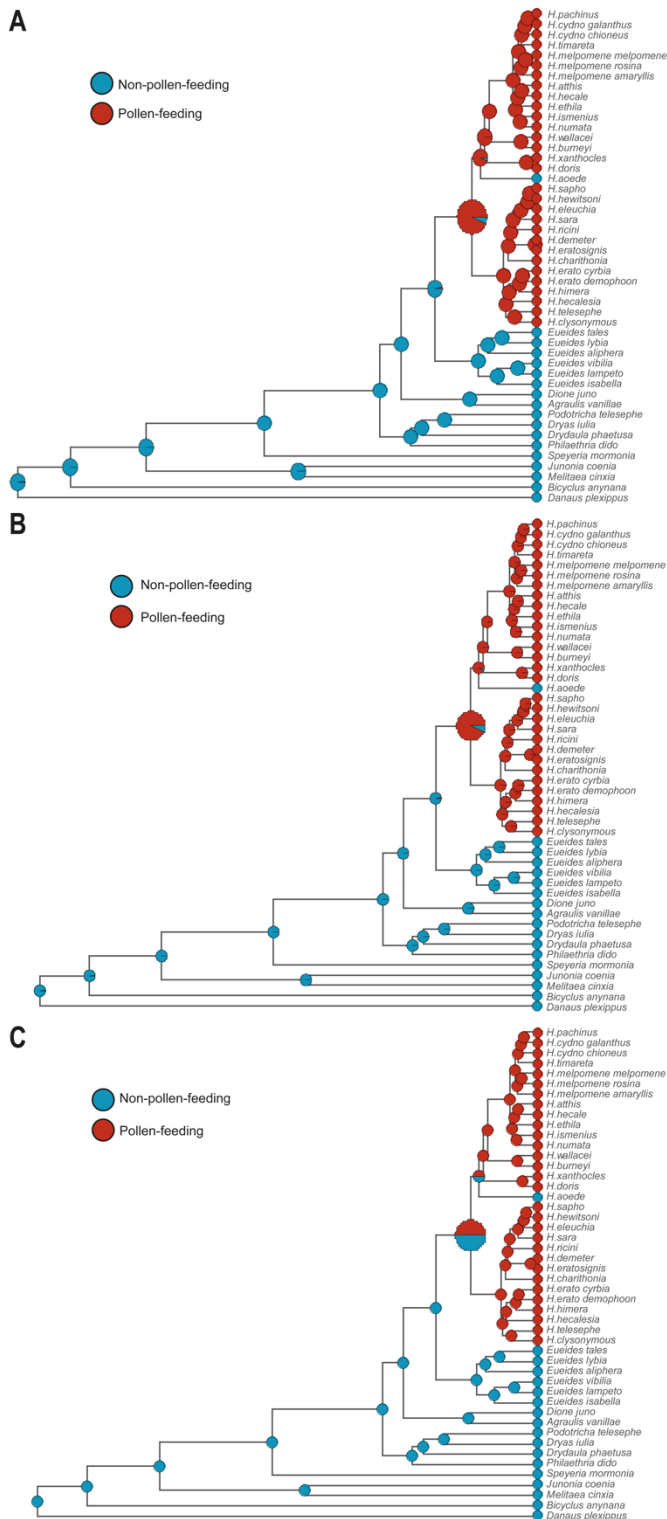 A
Non-pollen-feeding
Pollen-feeding
H.pachinus
H.cydno galanthus
H.cydno chioneus
H.timareta
H.melpomene melpomene
H.melpomene rosina
H.melpomene amaryllis
H.atthis
H.hecale
H.ethila
H.ismenius
H.numata
H.wallacei
H.burneyi
H.xanthocles
H.doris
H.aoede
H.sapho
H.hewitsoni
H.eleuchia
H.sara
H.ricini
H.demeter
H.eratosignis
H.charithonia
H.erato cyrbia
H.erato demophoon
H.himera
H.hecalesia
H.telesephe
H.clysonymous
Eueides tales
Eueides lybia
Eueides aliphera
Eueides vibilia
Eueides lampeto
Eueides isabella
Dione juno
Agraulis vanillae
Podotricha telesephe
Dryas iulia
Drydaula phaetusa
Philaethria dido
Speyeria mormonia
Junonia coenia
Melitaea cinxia
Bicyclus anynana
Danaus plexippus
B
Non-pollen-feeding
Pollen-feeding
H.pachinus
H.cydno galanthus
H.cydno chioneus
H.timareta
H.melpomene melpomene
H.melpomene rosina
H.melpomene amaryllis
H.atthis
H.hecale
H.ethila
H.ismenius
H.numata
H.wallacei
H.burneyi
H.xanthocles
H.doris
H.aoede
H.sapho
H.hewitsoni
H.eleuchia
H.sara
H.ricini
H.demeter
H.eratosignis
H.charithonia
H.erato cyrbia
H.erato demophoon
H.himera
H.hecalesia
H.telesephe
H.clysonymous
Eueides tales
Eueides lybia
Eueides aliphera
Eueides vibilia
Eueides lampeto
Eueides isabella
Dione juno
Agraulis vanillae
Podotricha telesephe
Dryas iulia
Drydaula phaetusa
Philaethria dido
Speyeria mormonia
Junonia coenia
Melitaea cinxia
Bicyclus anynana
Danaus plexippus
C
Non-pollen-feeding
Pollen-feeding
H.pachinus
H.cydno galanthus
H.cydno chioneus
H.timareta
H.melpomene melpomene
H.melpomene rosina
H.melpomene amaryllis
H.atthis
H.hecale
H.ethila
H.ismenius
H.numata
H.wallacei
H.burneyi
H.xanthocles
H.doris
H.aoede
H.sapho
H.hewitsoni
H.eleuchia
H.sara
H.ricini
H.demeter
H.eratosignis
H.charithonia
H.erato cyrbia
H.erato demophoon
H.himera
H.hecalesia
H.telesephe
H.clysonymous
Eueides tales
Eueides lybia
Eueides aliphera
Eueides vibilia
Eueides lampeto
Eueides isabella
Dione juno
Agraulis vanillae
Podotricha telesephe
Dryas iulia
Drydaula phaetusa
Philaethria dido
Speyeria mormonia
Junonia coenia
Melitaea cinxia
Bicyclus anynana
Danaus plexippus